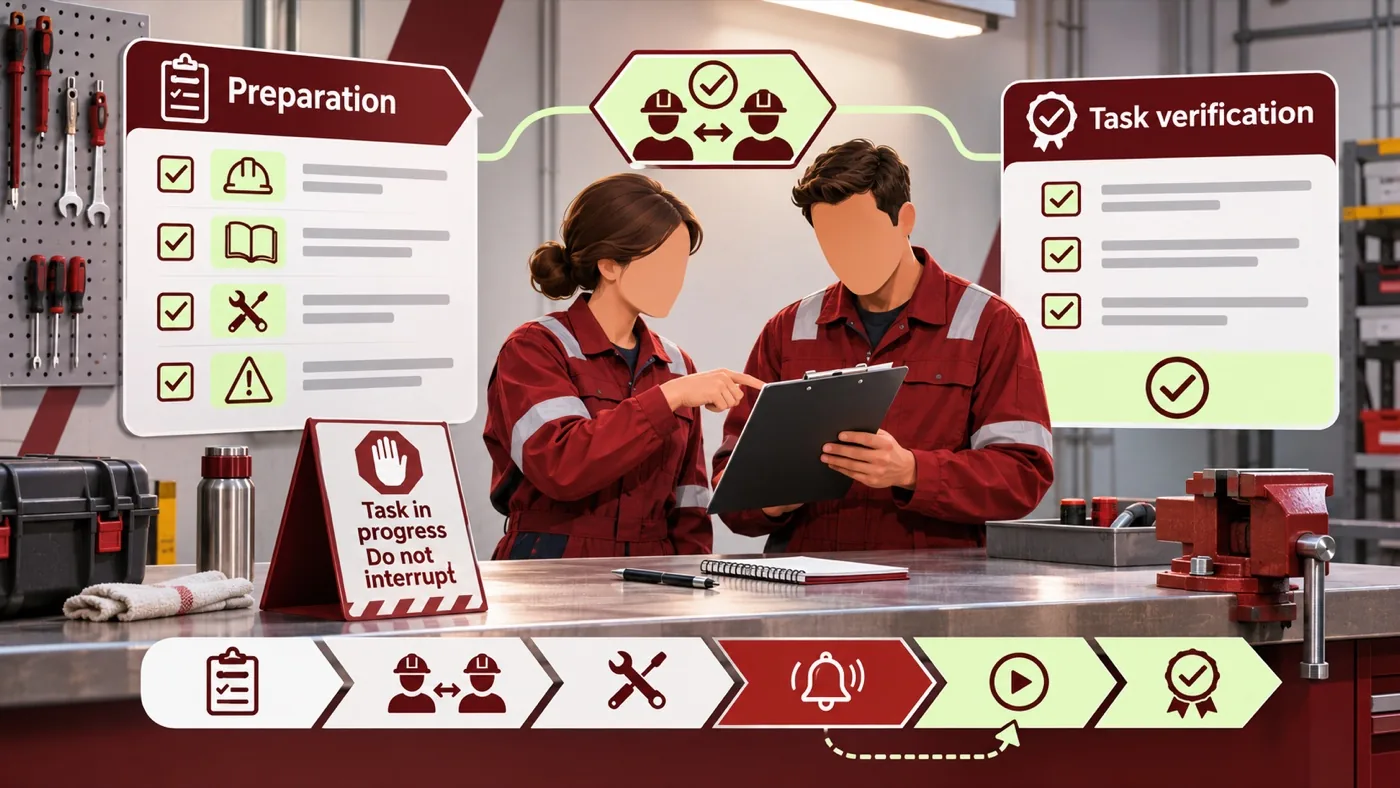 Preparation
Task verification
Task in
progress
Do not
interrupt